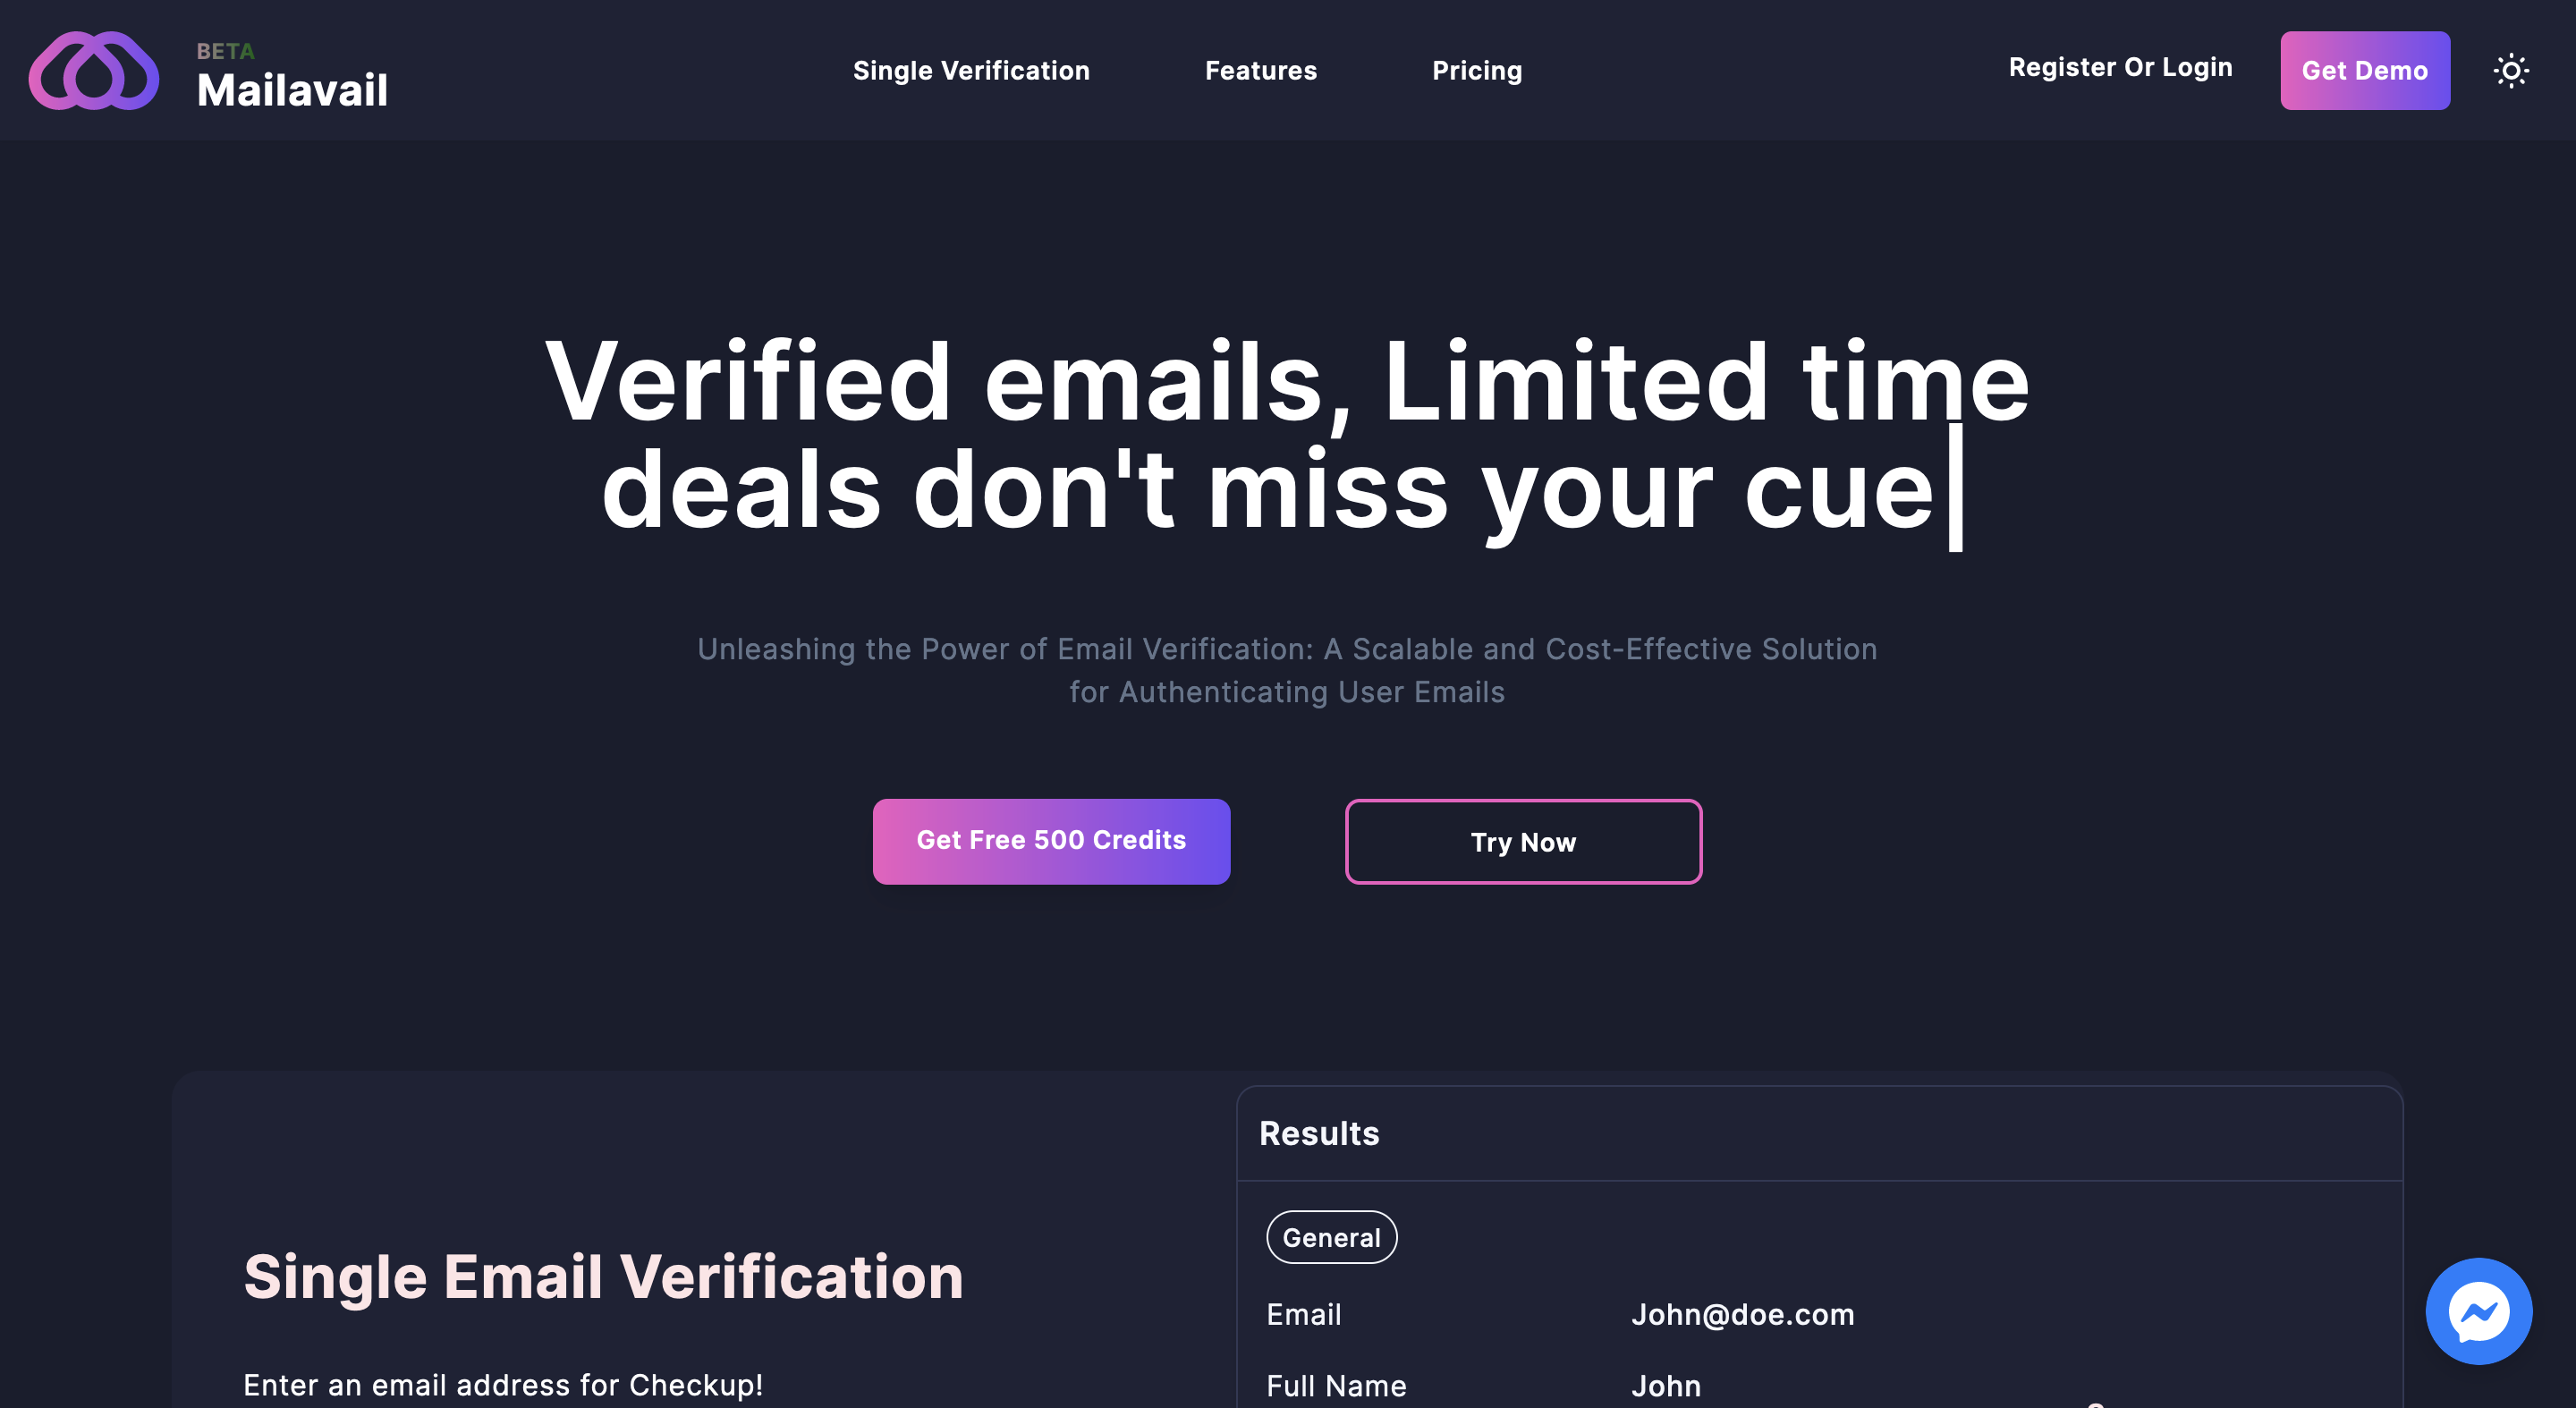 BETA
Mailavail
Single Verification
Features
Pricing
Register Or Login
Get Demo
Verified emails, Limited time
deals don't miss your cue|
Unleashing the Power of Email Verification: A Scalable and Cost-Effective Solution
for Authenticating User Emails
Get Free 500 Credits
Try Now
Single Email Verification
Enter an email address for Checkup!
Results
General
Email John@doe.com
Full Name John